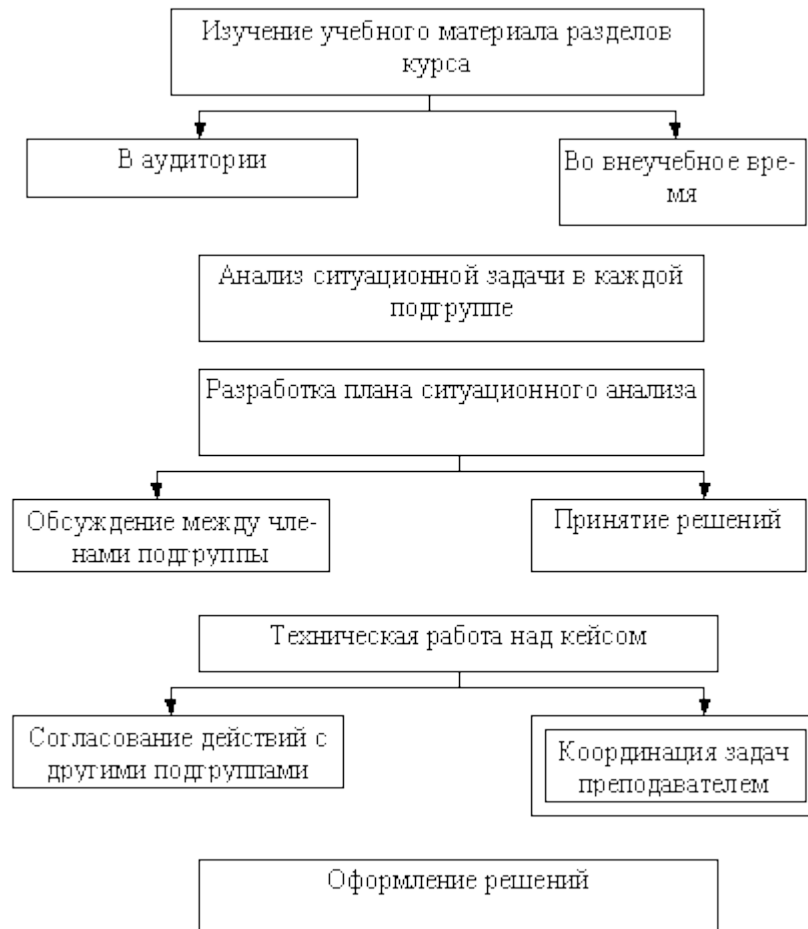 Изучение учебного материала разделов
курса
В аудитории
Во внеучебное вре-
мя
Анализ ситуационной задачи в каждой
подгруппе
Разработка плана ситуационного анализа
Обсуждение между чле-
нами подгруппы
Принятие решений
Техническая работа над кейсом
Согласование действий с
другими подгруппами
Координация задач
преподавателем
Оформление решений